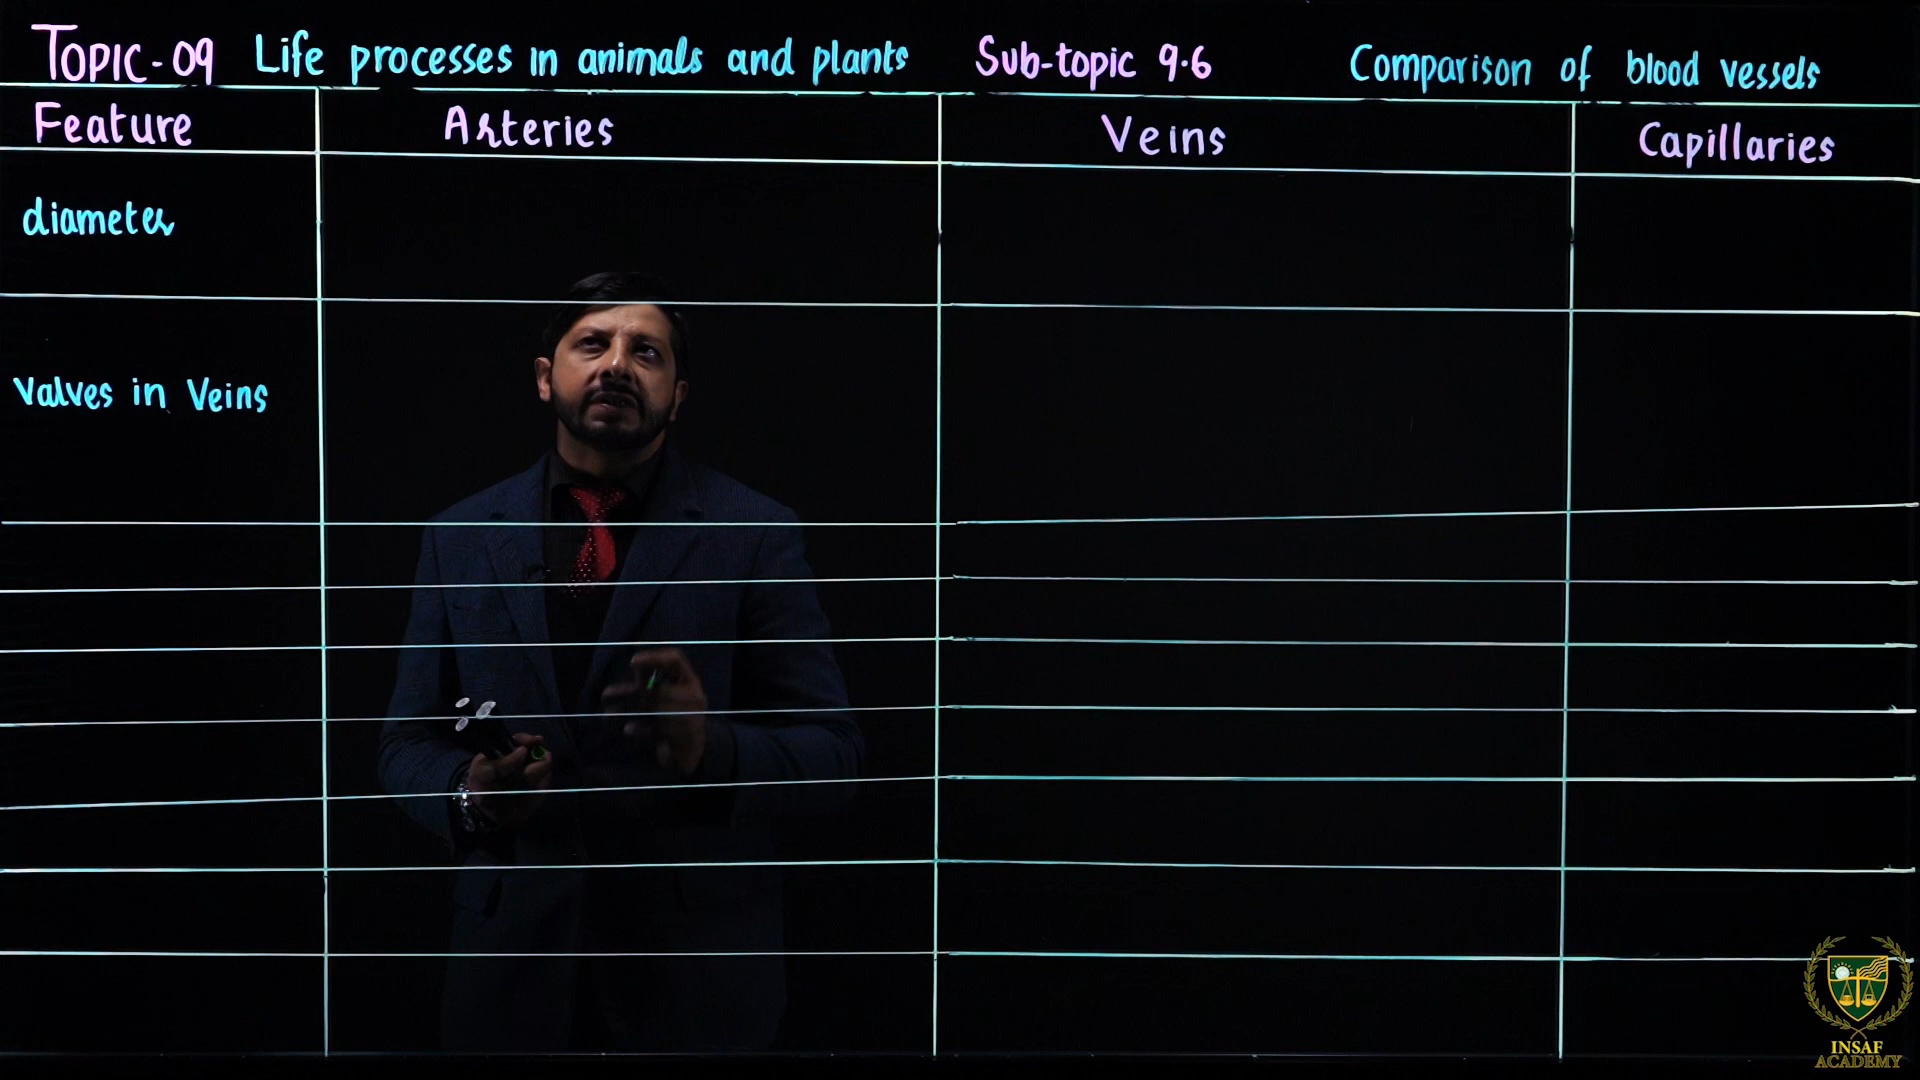 TOPIC-09 Life processes in animals and plants Sub-topic 9.6 Comparison of blood vessels
Feature Arteries Veins Capillaries
diameter
Valves in Veins
INSAF
ACADEMY